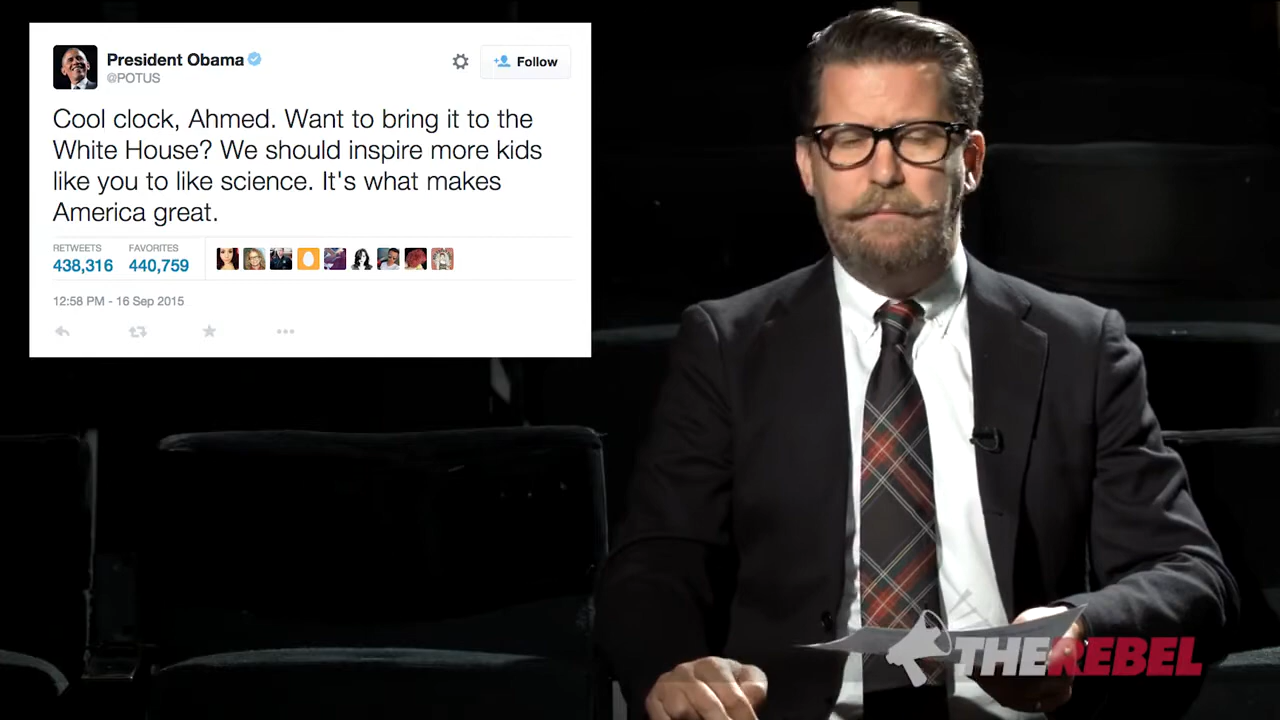 President Obama
@POTUS
Follow
Cool clock, Ahmed. Want to bring it to the
White House? We should inspire more kids
like you to like science. It's what makes
America great.
RETWEETS FAVORITES
438,316 440,759
12:58 PM - 16 Sep 2015
THEREBEL